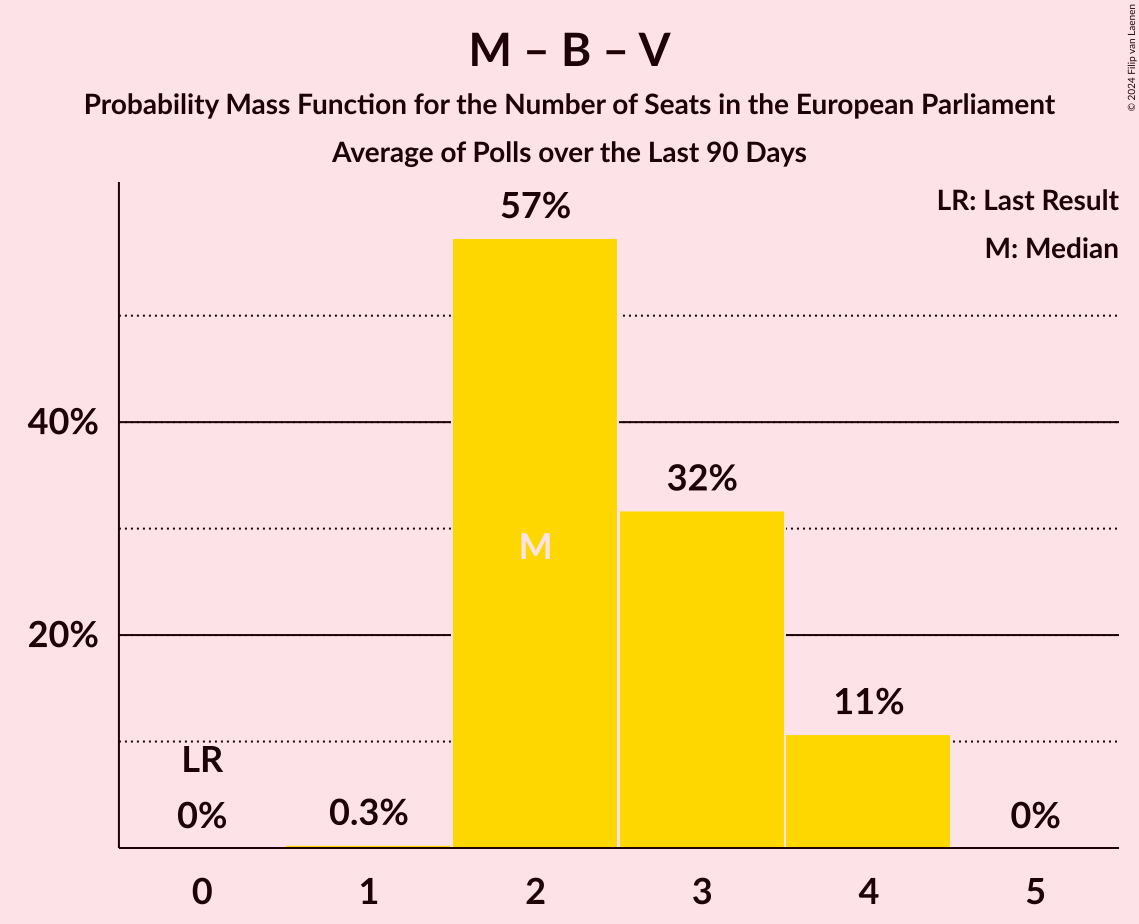 M – B – V
Probability Mass Function for the Number of Seats in the European Parliament
Average of Polls over the Last 90 Days
© 2024 Filip van Laenen
LR: Last Result
M: Median
57%
40%
32%
M
20%
11%
LR
0%
0.3%
0%
0 1 2 3 4 5